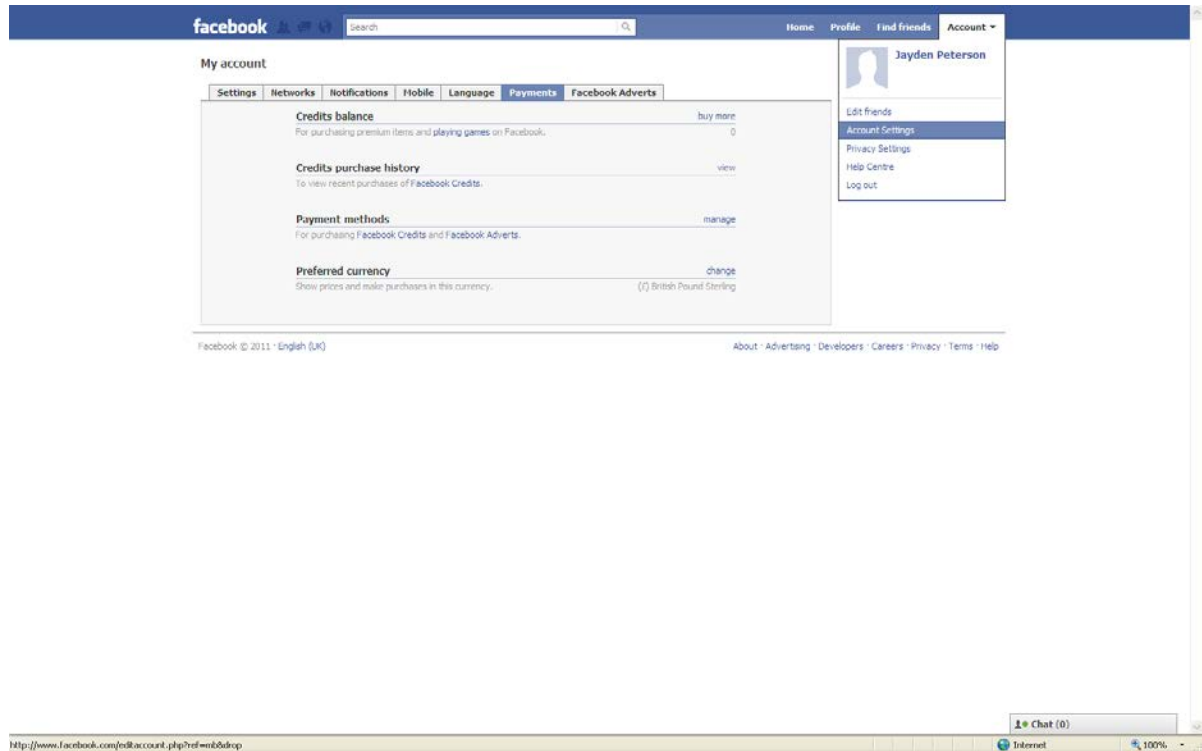 facebook Search Home Profile Find friends Account
Jayden Peterson
My account
Settings Networks Notifications Mobile Language Payments Facebook Adverts
Edit friends
Account Settings
Privacy Settings
Help Centre
Log out
Credits balance buy more
For purchasing premium items and playing games on Facebook. 0
Credits purchase history view
To view recent purchases of Facebook Credits.
Payment methods manage
For purchasing Facebook Credits and Facebook Adverts.
Preferred currency change
Show prices and make purchases in this currency. (£) British Pound Sterling
Facebook © 2011 · English (UK) About · Advertising · Developers · Careers · Privacy · Terms · Help
Chat (0)
http://www.facebook.com/editaccount.php?ref=mb&drop Internet 100%